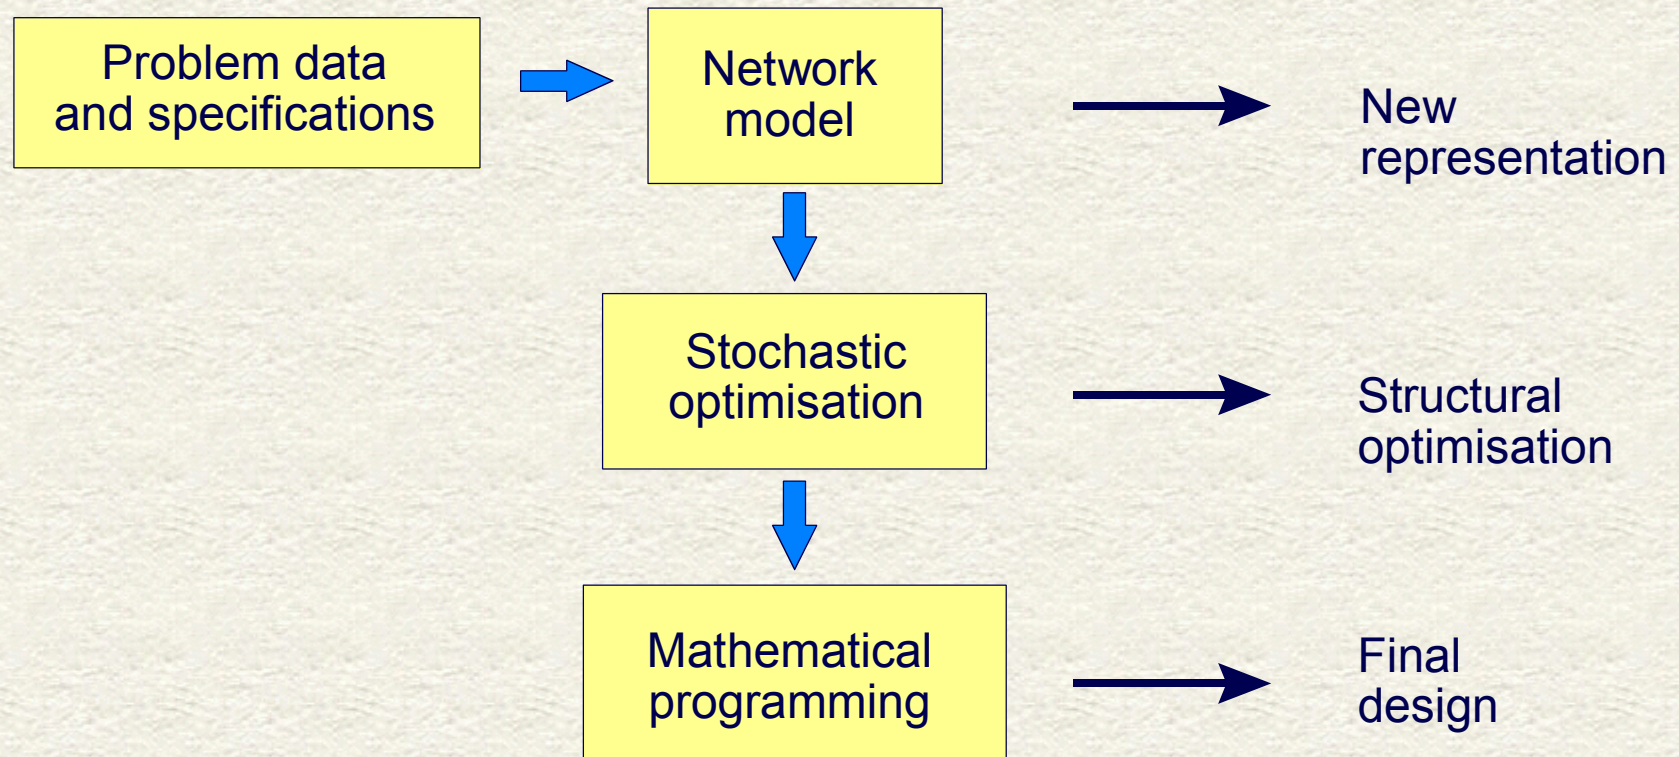 Problem data
and specifications
Network
model
New
representation
Stochastic
optimisation
Structural
optimisation
Mathematical
programming
Final
design